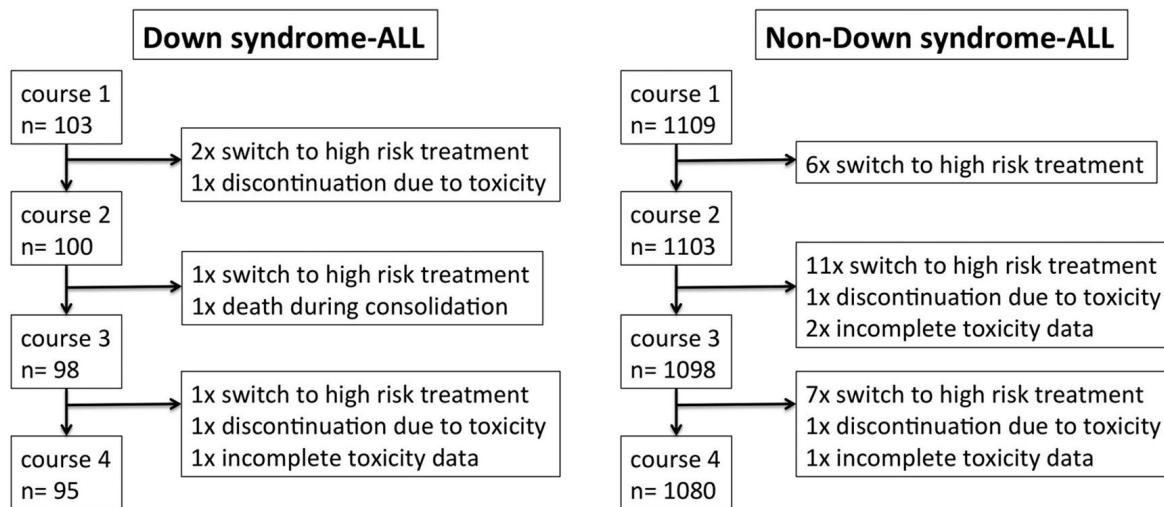 Down syndrome-ALL
course 1
n= 103
2x switch to high risk treatment
1x discontinuation due to toxicity
course 2
n= 100
1x switch to high risk treatment
1x death during consolidation
course 3
n= 98
1x switch to high risk treatment
1x discontinuation due to toxicity
1x incomplete toxicity data
course 4
n= 95
Non-Down syndrome-ALL
course 1
n= 1109
6x switch to high risk treatment
course 2
n= 1103
11x switch to high risk treatment
1x discontinuation due to toxicity
2x incomplete toxicity data
course 3
n= 1098
7x switch to high risk treatment
1x discontinuation due to toxicity
1x incomplete toxicity data
course 4
n= 1080